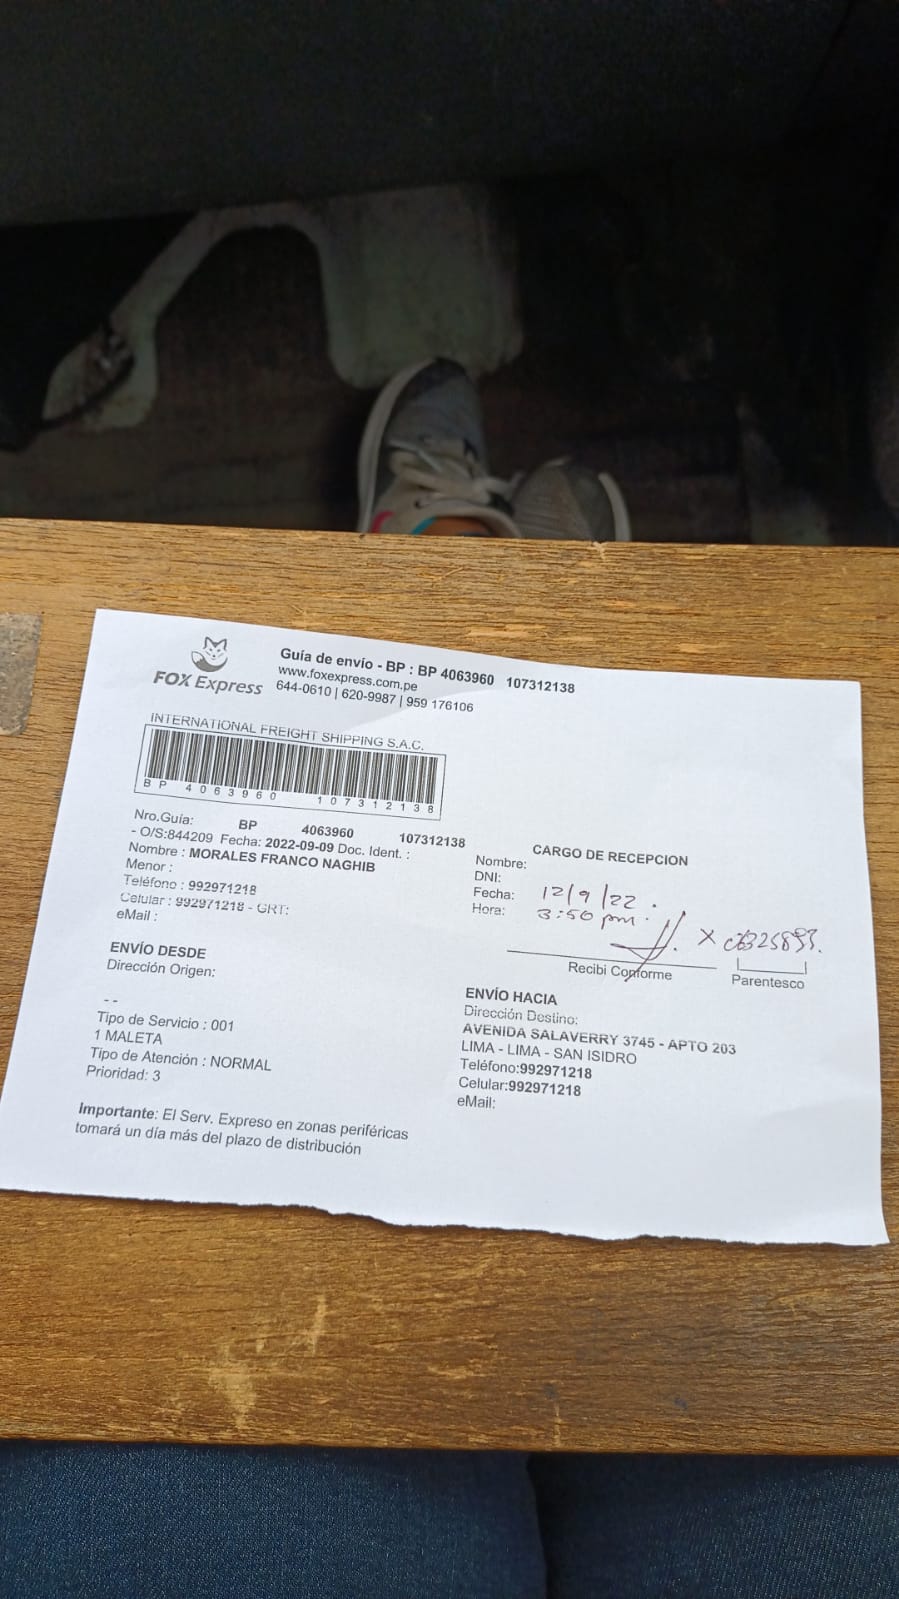 FOX Express
Guía de envío - BP : BP 4063960 107312138
www.foxexpress.com.pe
644-0610 | 620-9987 | 959 176106
INTERNATIONAL FREIGHT SHIPPING S.A.C.
BP 4063960 107312138
Nro.Guía: BP 4063960 107312138
- O/S:844209 Fecha: 2022-09-09 Doc. Ident. :
Nombre : MORALES FRANCO NAGHIB
Menor :
Teléfono : 992971218
Celular : 992971218 - GRT:
eMail :
ENVÍO DESDE
Dirección Origen:
- -
Tipo de Servicio : 001
1 MALETA
Tipo de Atención : NORMAL
Prioridad: 3
Importante: El Serv. Expreso en zonas periféricas
tomará un día más del plazo de distribución
CARGO DE RECEPCION
Nombre:
DNI:
Fecha: 12/9/22.
Hora: 3:50 pm.
Recibi Conforme
Parentesco
ENVÍO HACIA
Dirección Destino:
AVENIDA SALAVERRY 3745 - APTO 203
LIMA - LIMA - SAN ISIDRO
Teléfono:992971218
Celular:992971218
eMail: